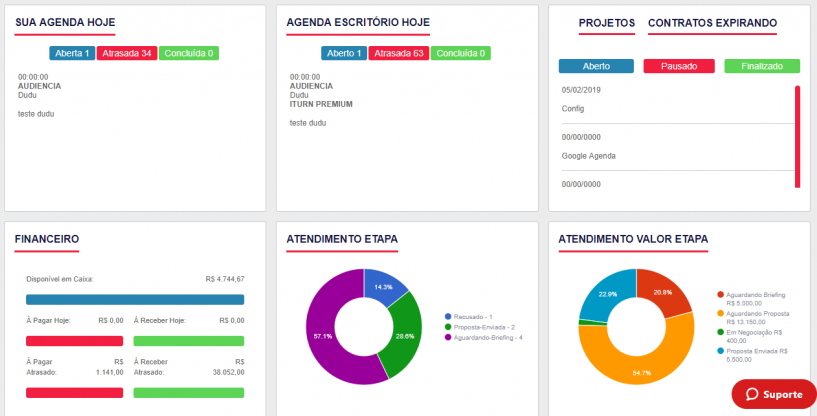 SUA AGENDA HOJE
Aberta 1 Atrasada 34 Concluída 0
00:00:00
AUDIENCIA
Dudu
teste dudu
AGENDA ESCRITÓRIO HOJE
Aberto 1 Atrasada 63 Concluída 0
00:00:00
AUDIENCIA
Dudu
ITURN PREMIUM
teste dudu
PROJETOS CONTRATOS EXPIRANDO
Aberto Pausado Finalizado
05/02/2019
Config
00/00/0000
Google Agenda
00/00/0000
FINANCEIRO
Disponível em Caixa: R$ 4.744,67
À Pagar Hoje: R$ 0,00 Á Receber Hoje: R$ 0,00
À Pagar R$ Á Receber R$
Atrasado: 1.141,00 Atrasado: 38.052,00
ATENDIMENTO ETAPA
14.3%
28.6%
57.1%
Recusado - 1
Proposta-Enviada - 2
Aguardando-Briefing - 4
ATENDIMENTO VALOR ETAPA
20.8%
22.9%
54.7%
Aguardando Briefing
R$ 5.000,00
Aguardando Proposta
R$ 13.150,00
Em Negociação R$
400,00
Proposta Enviada R$
5.500,00
Suporte